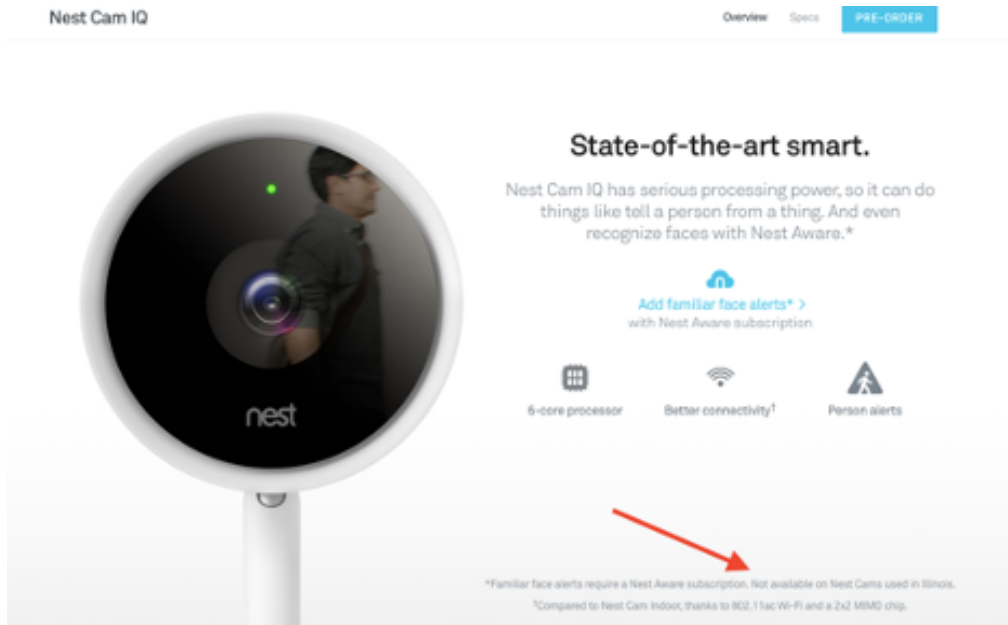 Nest Cam IQ
Overview Specs PRE-ORDER
State-of-the-art smart.
Nest Cam IQ has serious processing power, so it can do
things like tell a person from a thing. And even
recognize faces with Nest Aware.*
Add familiar face alerts* >
with Nest Aware subscription
6-core processor Better connectivity† Person alerts
nest
*Familiar face alerts require a Nest Aware subscription. Not available on Nest Cams used in Illinois.
†Compared to Nest Cam Indoor, thanks to 802.11ac Wi-Fi and a 2x2 MIMO chip.